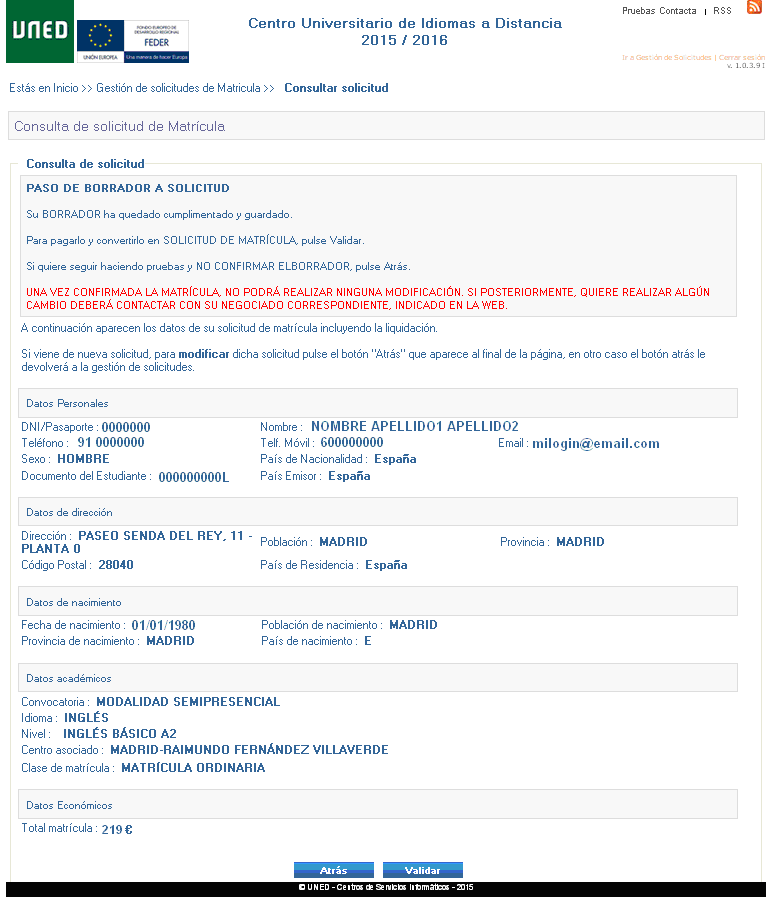 UNED
UNIÓN EUROPEA
FONDO EUROPEO DE
DESARROLLO REGIONAL
FEDER
Una manera de hacer Europa
Centro Universitario de Idiomas a Distancia
2015 / 2016
Pruebas Contacta | RSS
Ir a Gestión de Solicitudes | Cerrar sesión
v. 1.0.3.91
Estás en Inicio >> Gestión de solicitudes de Matricula >> Consultar solicitud
Consulta de solicitud de Matrícula
Consulta de solicitud
PASO DE BORRADOR A SOLICITUD
Su BORRADOR ha quedado cumplimentado y guardado.
Para pagarlo y convertirlo en SOLICITUD DE MATRÍCULA, pulse Validar.
Si quiere seguir haciendo pruebas y NO CONFIRMAR ELBORRADOR, pulse Atrás.
UNA VEZ CONFIRMADA LA MATRÍCULA, NO PODRÁ REALIZAR NINGUNA MODIFICACIÓN. SI POSTERIORMENTE, QUIERE REALIZAR ALGÚN
CAMBIO DEBERÁ CONTACTAR CON SU NEGOCIADO CORRESPONDIENTE, INDICADO EN LA WEB.
A continuación aparecen los datos de su solicitud de matrícula incluyendo la liquidación.
Si viene de nueva solicitud, para modificar dicha solicitud pulse el botón "Atrás" que aparece al final de la página, en otro caso el botón atrás le
devolverá a la gestión de solicitudes.
Datos Personales
DNI/Pasaporte : 0000000 Nombre : NOMBRE APELLIDO1 APELLIDO2
Teléfono : 91 0000000 Telf. Móvil : 600000000 Email : milogin@email.com
Sexo : HOMBRE País de Nacionalidad : España
Documento del Estudiante : 000000000L País Emisor : España
Datos de dirección
Dirección : PASEO SENDA DEL REY, 11 -
PLANTA 0 Población : MADRID Provincia : MADRID
Código Postal : 28040 País de Residencia : España
Datos de nacimiento
Fecha de nacimiento : 01/01/1980 Población de nacimiento : MADRID
Provincia de nacimiento : MADRID País de nacimiento : E
Datos académicos
Convocatoria : MODALIDAD SEMIPRESENCIAL
Idioma : INGLÉS
Nivel : INGLÉS BÁSICO A2
Centro asociado : MADRID-RAIMUNDO FERNÁNDEZ VILLAVERDE
Clase de matrícula : MATRÍCULA ORDINARIA
Datos Económicos
Total matrícula : 219 €
Atrás Validar
© UNED - Centros de Servicios Informáticos - 2015